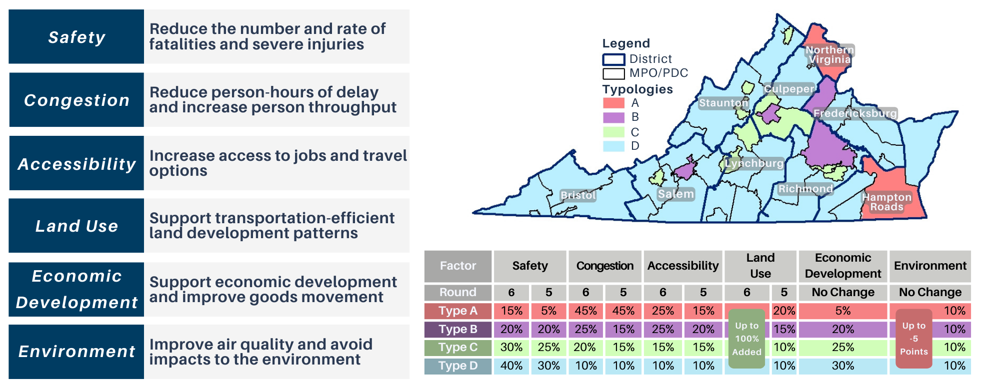 Safety
Reduce the number and rate of
fatalities and severe injuries
Congestion
Reduce person-hours of delay
and increase person throughput
Accessibility
Increase access to jobs and travel
options
Land Use
Support transportation-efficient
land development patterns
Economic
Development
Support economic development
and improve goods movement
Environment
Improve air quality and avoid
impacts to the environment
Legend
District
MPO/PDC
Typologies
A
B
C
D
Northern
Virginia
Culpeper
Staunton
Fredericksburg
Lynchburg
Bristol
Salem
Richmond
Hampton
Roads
Factor Safety Congestion Accessibility Land Use Economic Development Environment
Round 6 5 6 5 6 5 6 5 No Change No Change
Type A 15% 5% 45% 45% 25% 15% 20% 5% 10%
Type B 20% 20% 25% 15% 25% 20% 15% 20% 10%
Type C 30% 25% 20% 15% 15% 15% 10% 25% 10%
Type D 40% 30% 10% 10% 10% 10% 10% 30% 10%
Up to
100%
Added
Up to
-5
Points